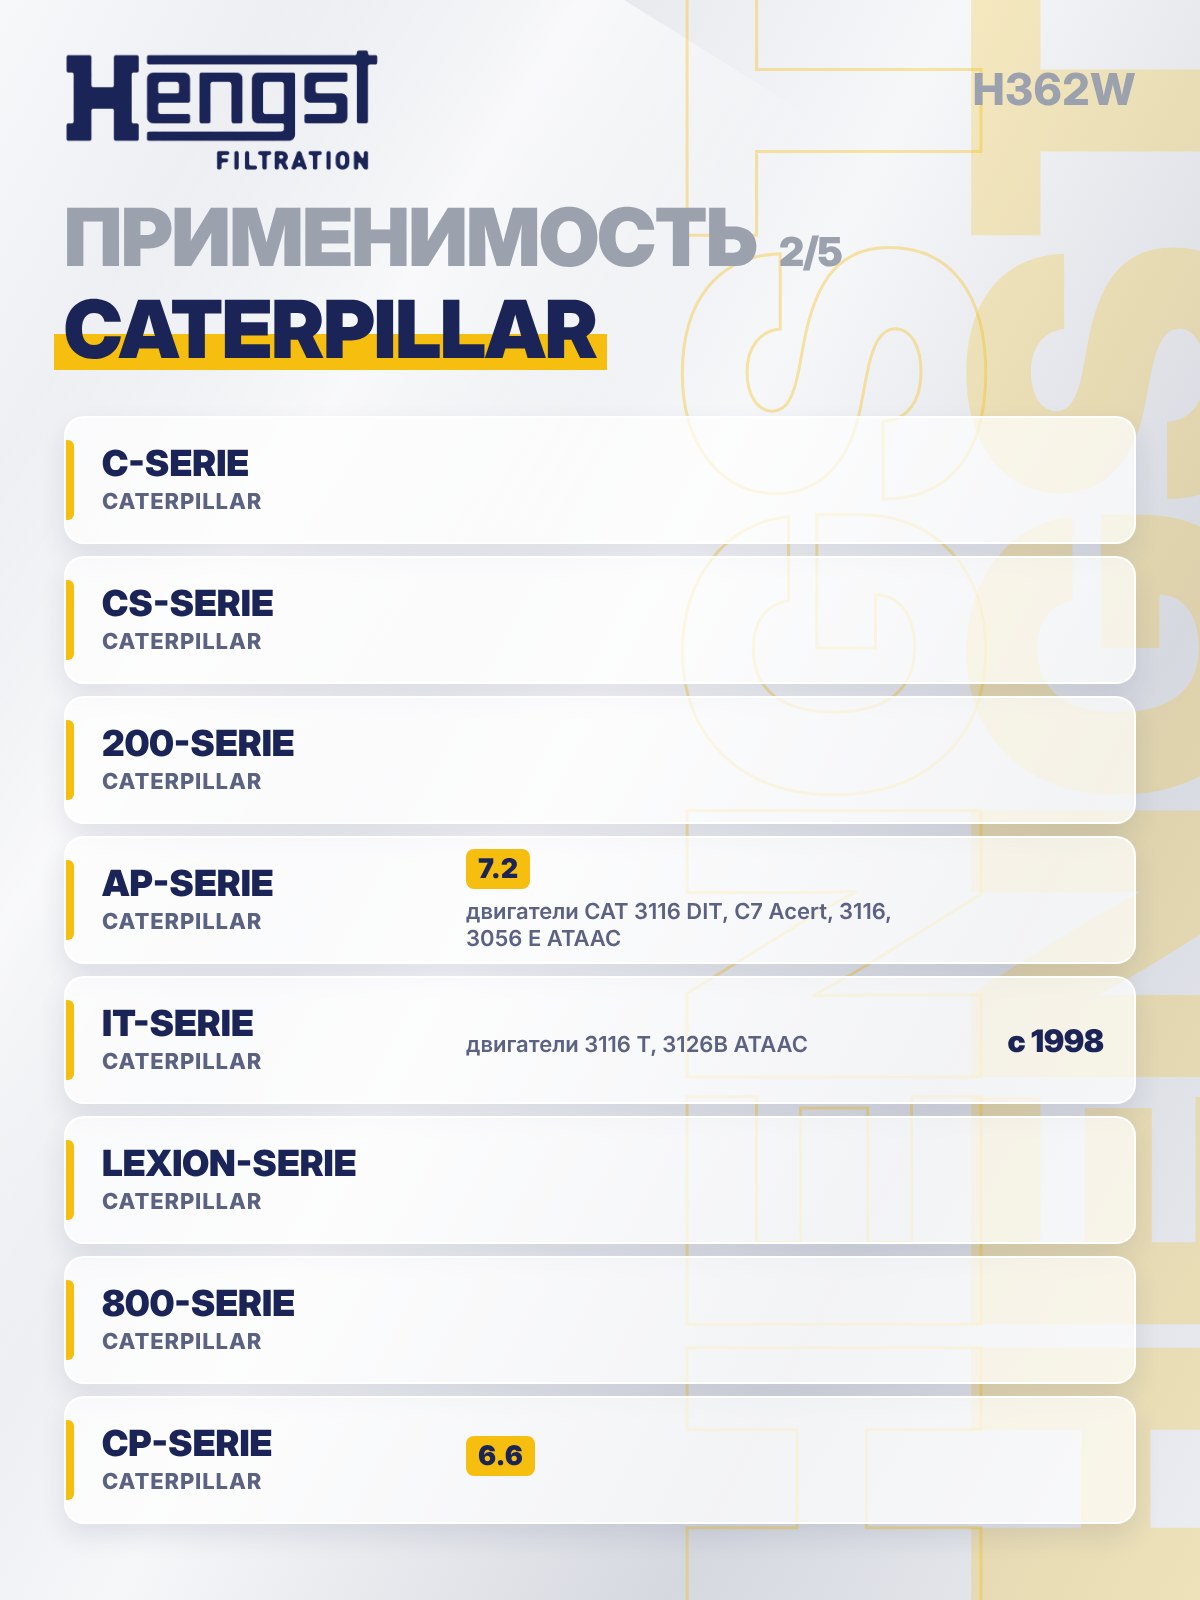 Hengst
FILTRATION
H362W
ПРИМЕНИМОСТЬ 2/5
CATERPILLAR
C-SERIE
CATERPILLAR
CS-SERIE
CATERPILLAR
200-SERIE
CATERPILLAR
AP-SERIE
CATERPILLAR
7.2
двигатели CAT 3116 DIT, C7 Acert, 3116,
3056 E ATAAC
IT-SERIE
CATERPILLAR
двигатели 3116 T, 3126B ATAAC
с 1998
LEXION-SERIE
CATERPILLAR
800-SERIE
CATERPILLAR
CP-SERIE
CATERPILLAR
6.6
HENGST
HENGST